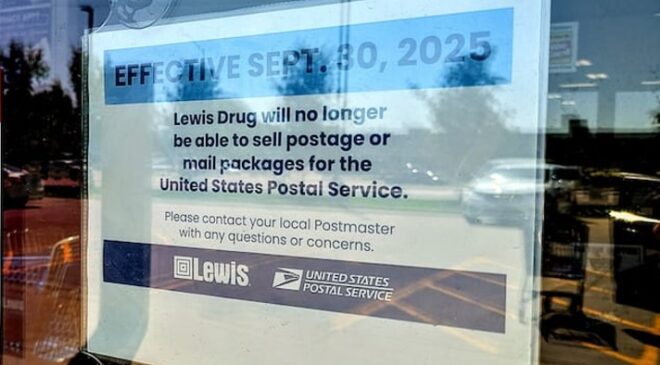 EFFECTIVE SEPT. 30, 2025
Lewis Drug will no longer
be able to sell postage or
mail packages for the
United States Postal Service.
Please contact your local Postmaster
with any questions or concerns.
Lewis
UNITED STATES
POSTAL SERVICE